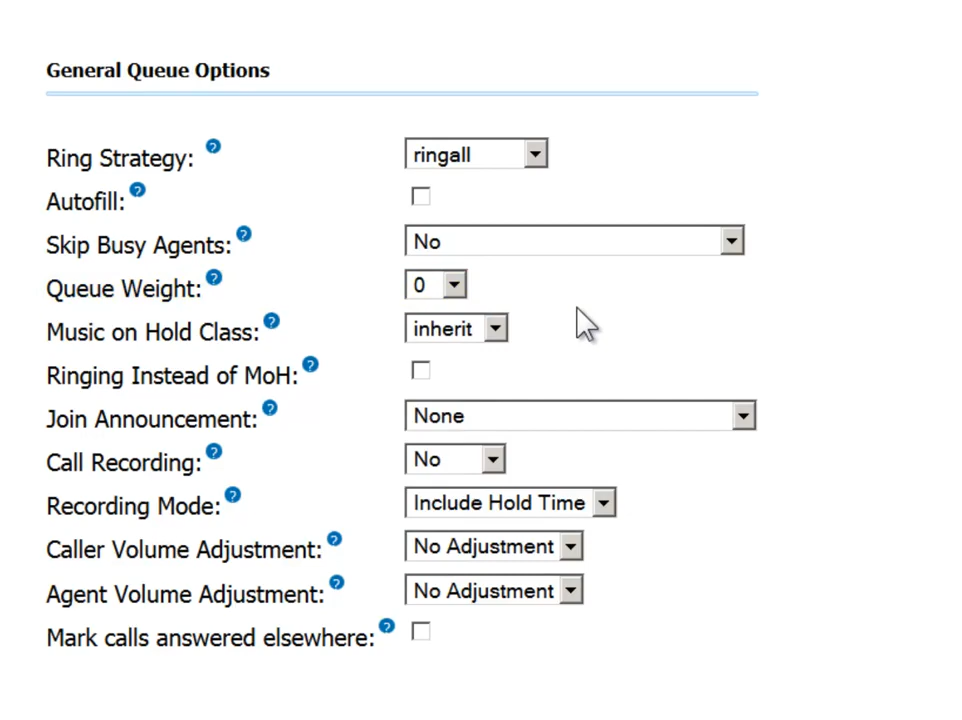 General Queue Options
Ring Strategy: ? ringall
Autofill: ?
Skip Busy Agents: ? No
Queue Weight: ? 0
Music on Hold Class: ? inherit
Ringing Instead of MoH: ?
Join Announcement: ? None
Call Recording: ? No
Recording Mode: ? Include Hold Time
Caller Volume Adjustment: ? No Adjustment
Agent Volume Adjustment: ? No Adjustment
Mark calls answered elsewhere: ?